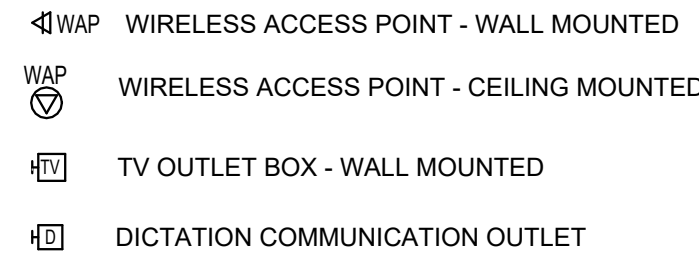 WAP WIRELESS ACCESS POINT - WALL MOUNTED
WAP
WIRELESS ACCESS POINT - CEILING MOUNTED
TV TV OUTLET BOX - WALL MOUNTED
D DICTATION COMMUNICATION OUTLET